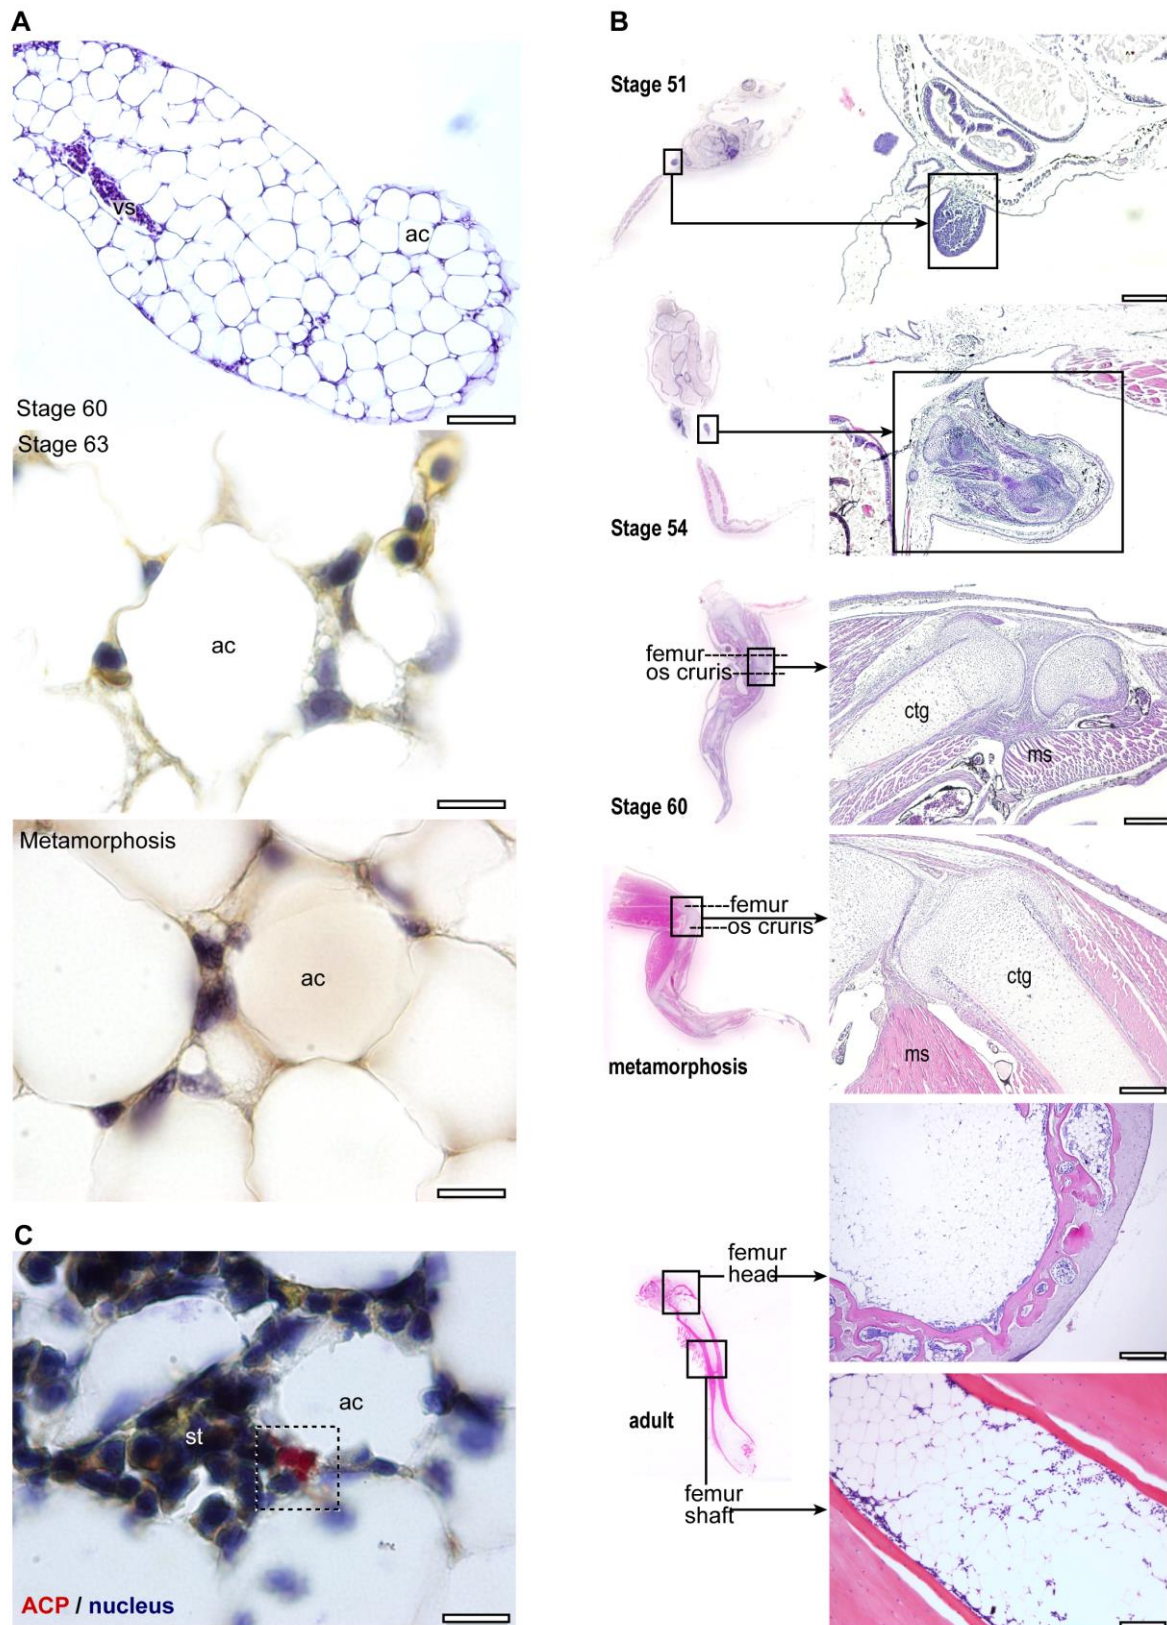 A
vs
ac
Stage 60
Stage 63
ac
Metamorphosis
ac
C
ac
st
ACP / nucleus
B
Stage 51
Stage 54
femur
os cruris
ctg
ms
Stage 60
femur
os cruris
ctg
ms
metamorphosis
femur
head
adult
femur
shaft